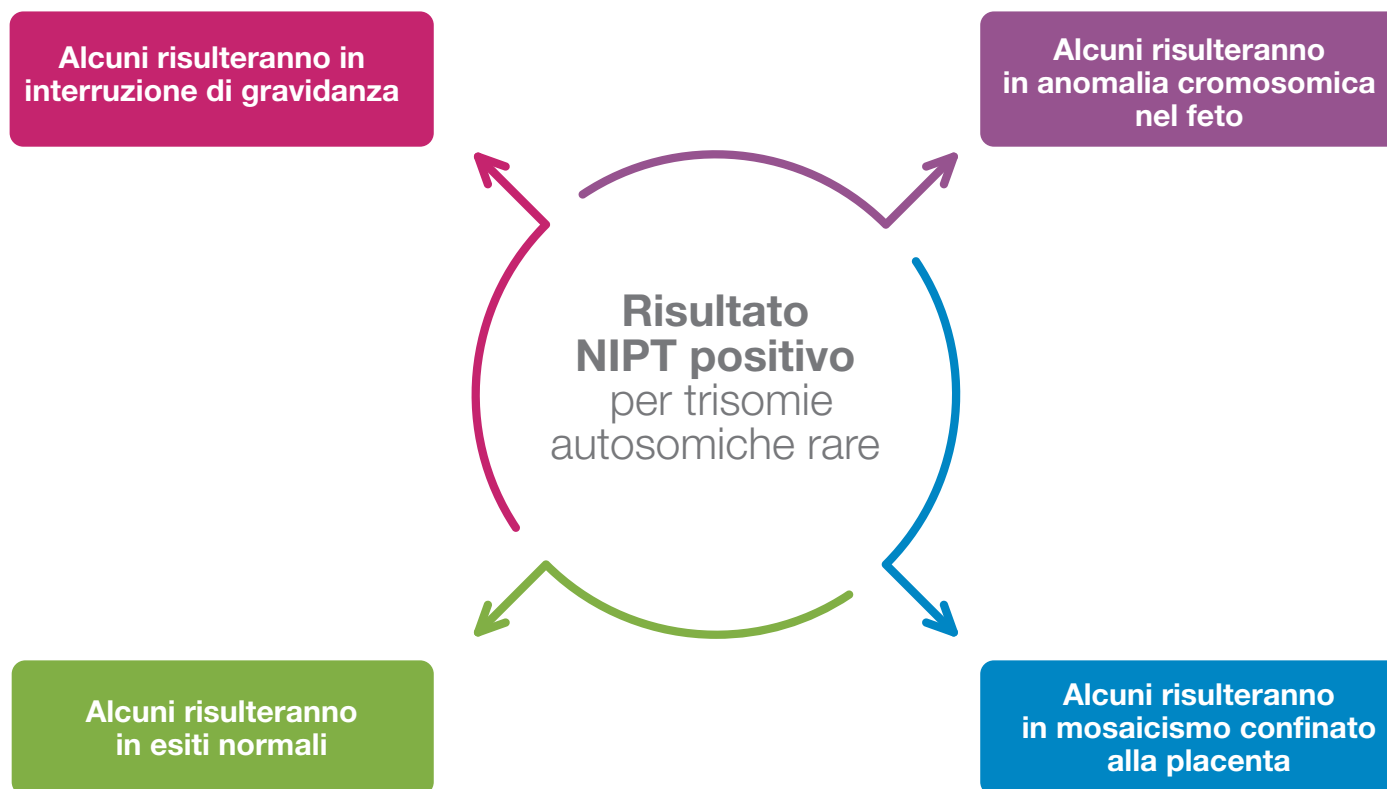 Alcuni risulteranno in
interruzione di gravidanza
Alcuni risulteranno
in anomalia cromosomica
nel feto
Risultato
NIPT positivo
per trisomie
autosomiche rare
Alcuni risulteranno
in esiti normali
Alcuni risulteranno
in mosaicismo confinato
alla placenta